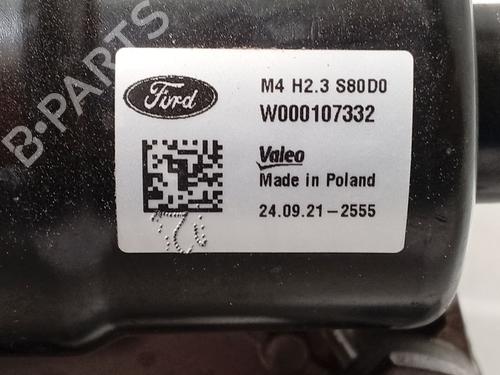 B-PARTS
Ford
M4 H2.3 S80D0
W000107332
Valeo
Made in Poland
24.09.21-2555